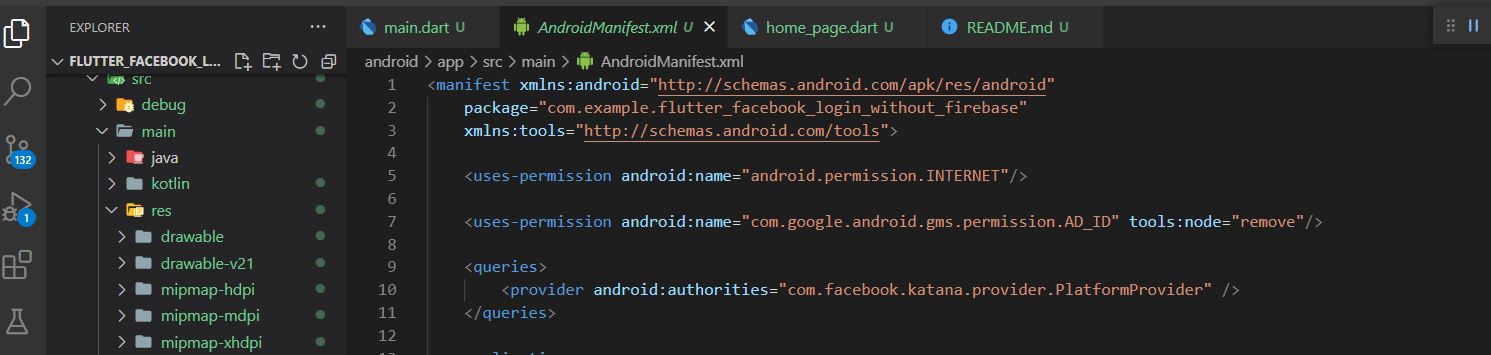 EXPLORER
FLUTTER_FACEBOOK_L...
src
debug
main
java
kotlin
res
drawable
drawable-v21
mipmap-hdpi
mipmap-mdpi
mipmap-xhdpi
132
1
main.dart U
AndroidManifest.xml U
home_page.dart U
README.md U
android > app > src > main > AndroidManifest.xml
1 <manifest xmlns:android="http://schemas.android.com/apk/res/android"
2 package="com.example.flutter_facebook_login_without_firebase"
3 xmlns:tools="http://schemas.android.com/tools">
4
5 <uses-permission android:name="android.permission.INTERNET"/>
6
7 <uses-permission android:name="com.google.android.gms.permission.AD_ID" tools:node="remove"/>
8
9 <queries>
10 <provider android:authorities="com.facebook.katana.provider.PlatformProvider" />
11 </queries>
12